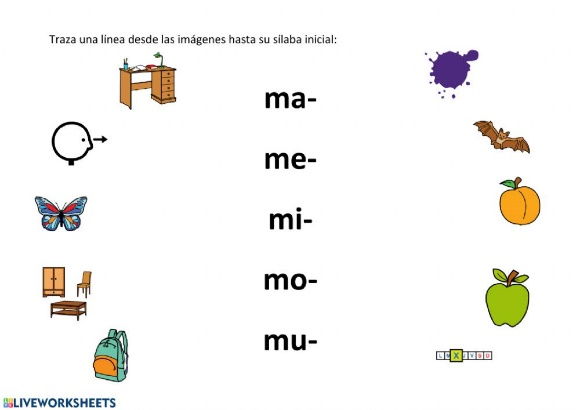 Traza una línea desde las imágenes hasta su sílaba inicial:
ma-
me-
mi-
mo-
mu-
L M X J V S D
LIVEWORKSHEETS